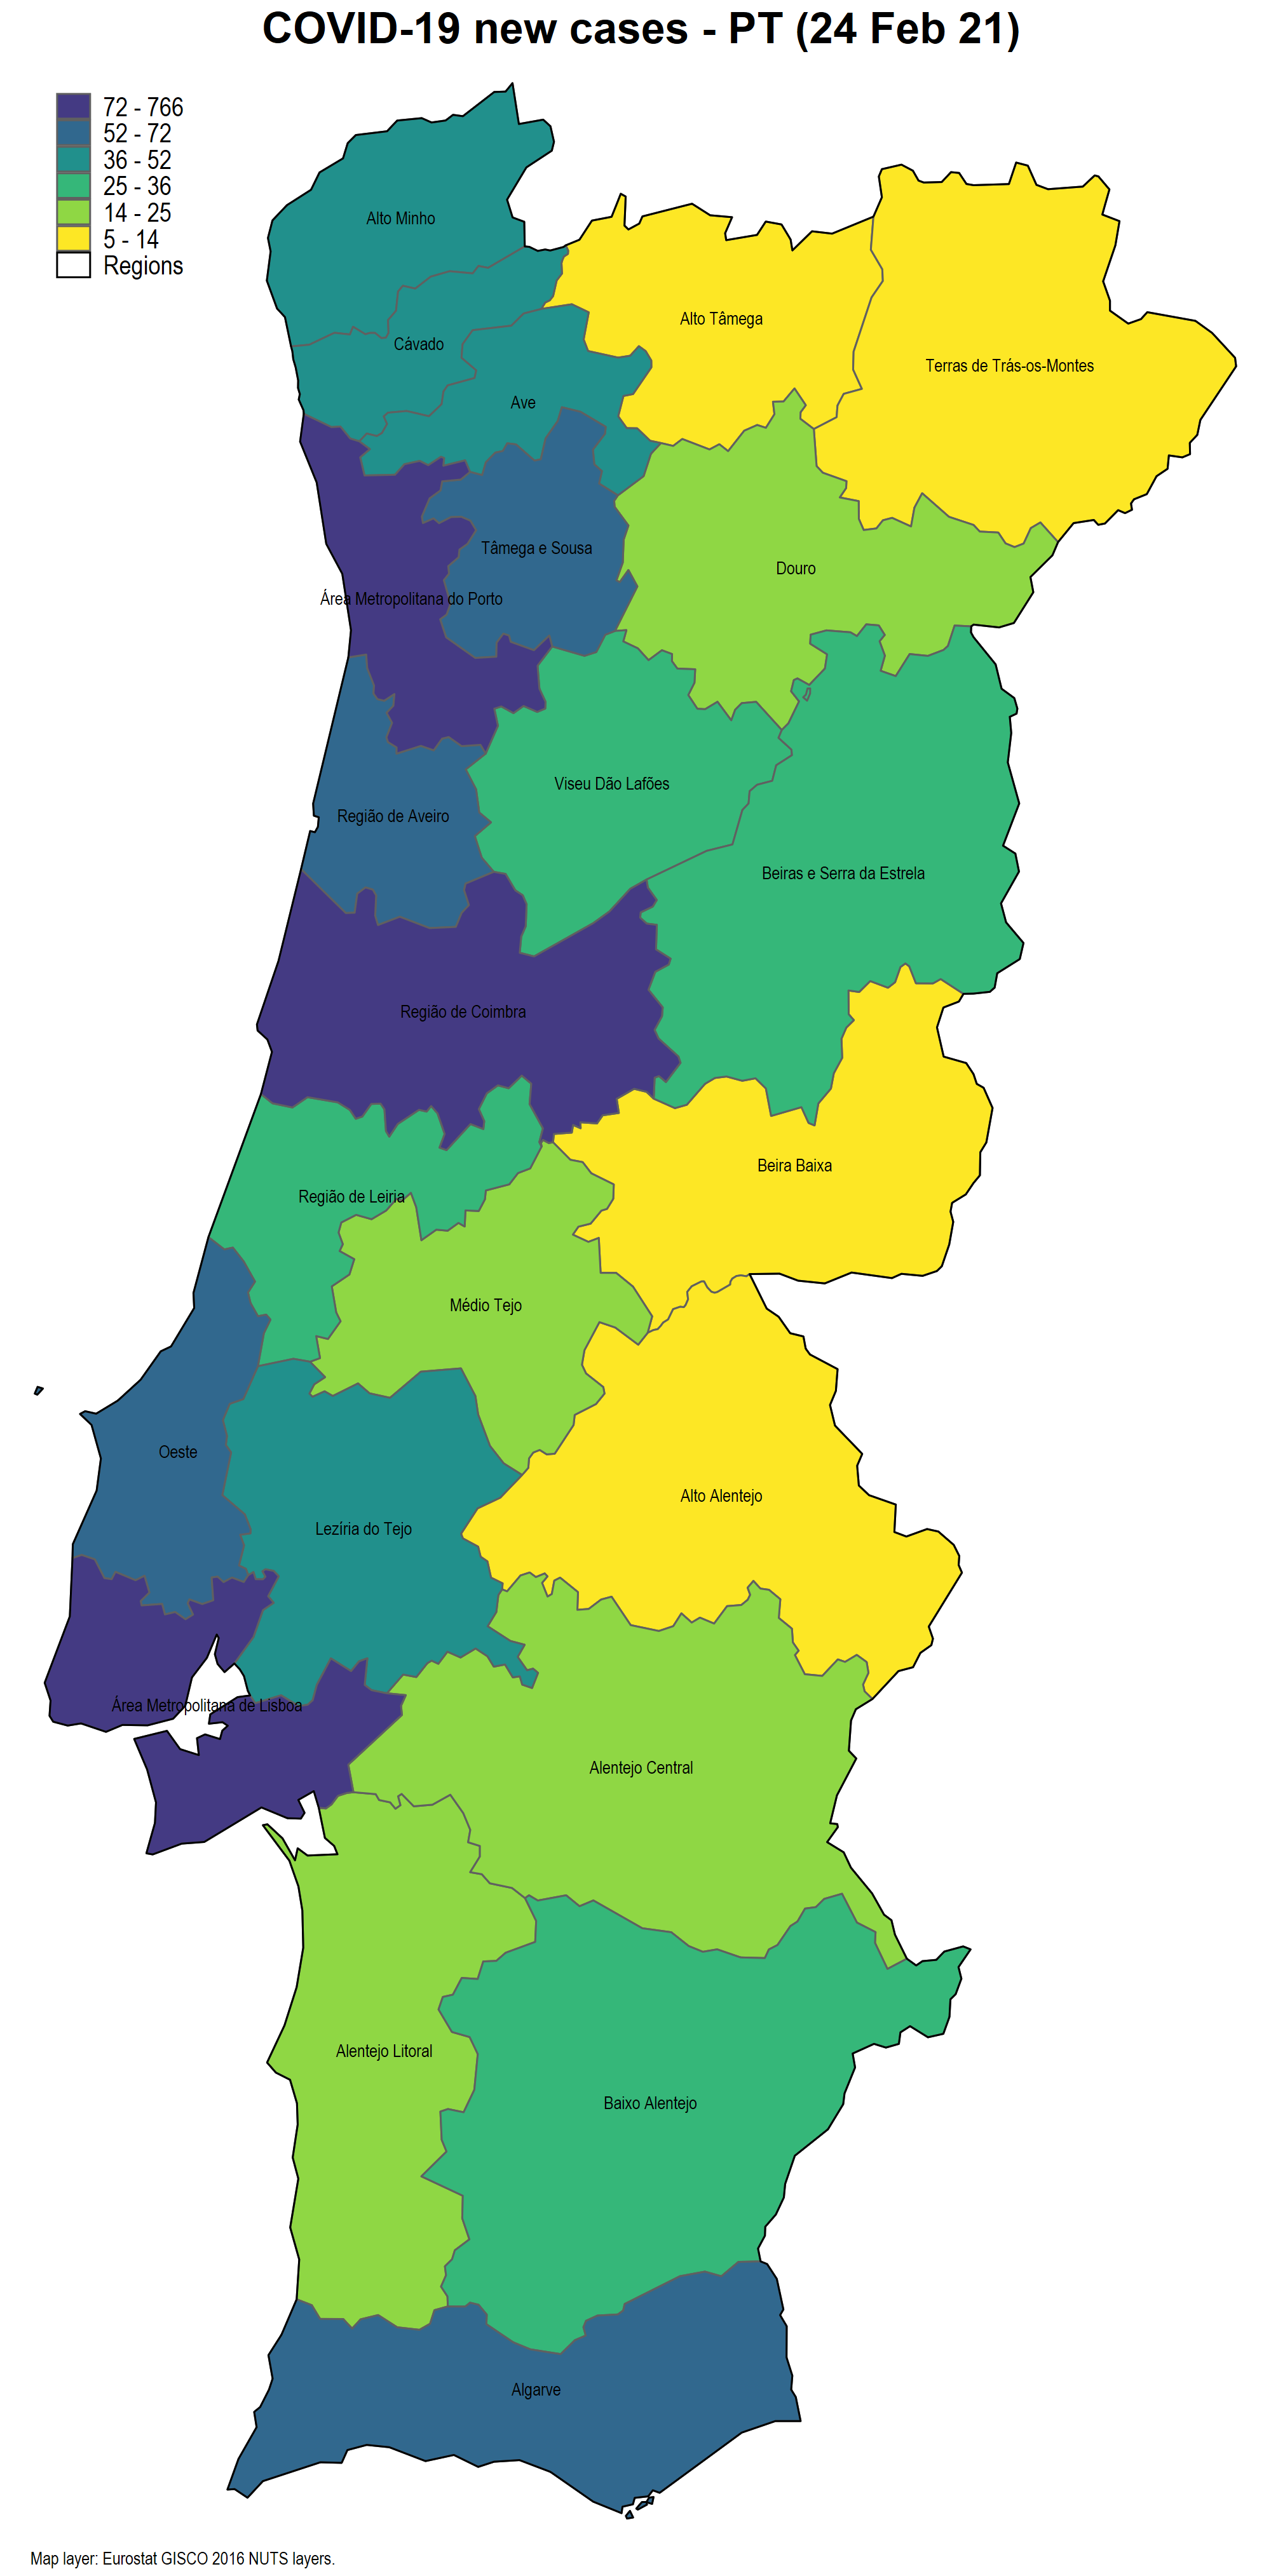 COVID-19 new cases - PT (24 Feb 21)
72 - 766
52 - 72
36 - 52
25 - 36
14 - 25
5 - 14
Regions
Alto Minho
Alto Tâmega
Cávado
Terras de Trás-os-Montes
Ave
Tâmega e Sousa
Douro
Área Metropolitana do Porto
Viseu Dão Lafões
Região de Aveiro
Beiras e Serra da Estrela
Região de Coimbra
Beira Baixa
Região de Leiria
Médio Tejo
Oeste
Alto Alentejo
Lezíria do Tejo
Área Metropolitana de Lisboa
Alentejo Central
Alentejo Litoral
Baixo Alentejo
Algarve
Map layer: Eurostat GISCO 2016 NUTS layers.